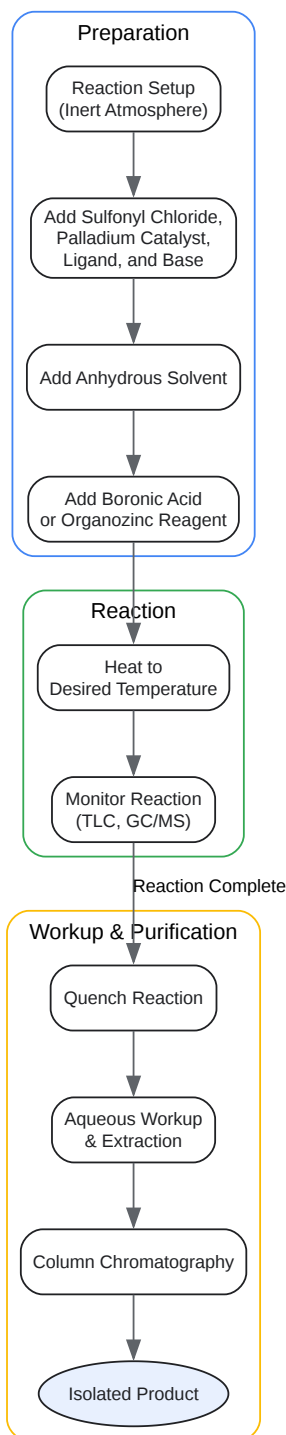 Preparation
Reaction Setup
(Inert Atmosphere)
Add Sulfonyl Chloride,
Palladium Catalyst,
Ligand, and Base
Add Anhydrous Solvent
Add Boronic Acid
or Organozinc Reagent
Reaction
Heat to
Desired Temperature
Monitor Reaction
(TLC, GC/MS)
Reaction Complete
Workup & Purification
Quench Reaction
Aqueous Workup
& Extraction
Column Chromatography
Isolated Product